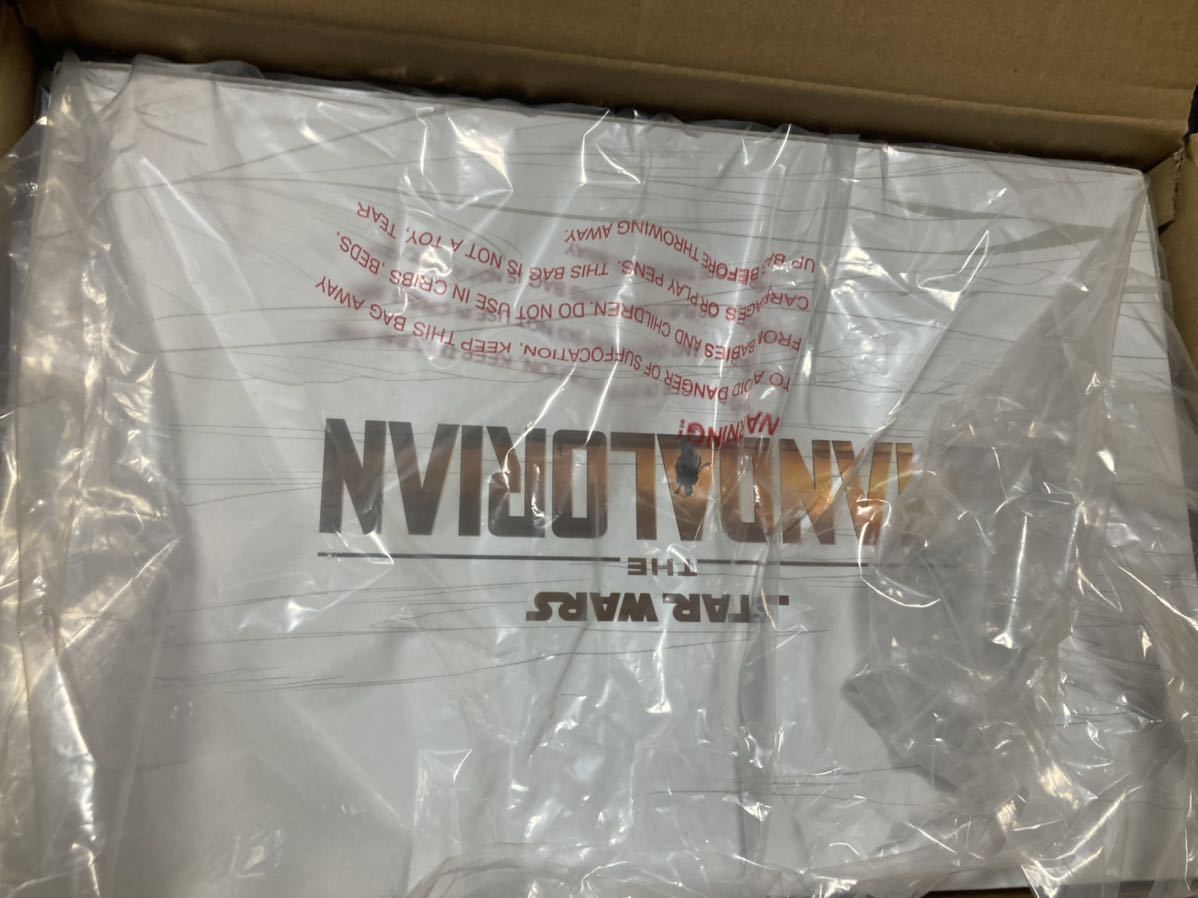 STAR WARS
THE
MANDALORIAN
WARNING!
TO AVOID DANGER OF SUFFOCATION, KEEP THIS BAG AWAY
FROM BABIES AND CHILDREN. DO NOT USE IN CRIBS, BEDS,
CARRIAGES OR PLAY PENS. THIS BAG IS NOT A TOY, TEAR
UP BAG BEFORE THROWING AWAY.